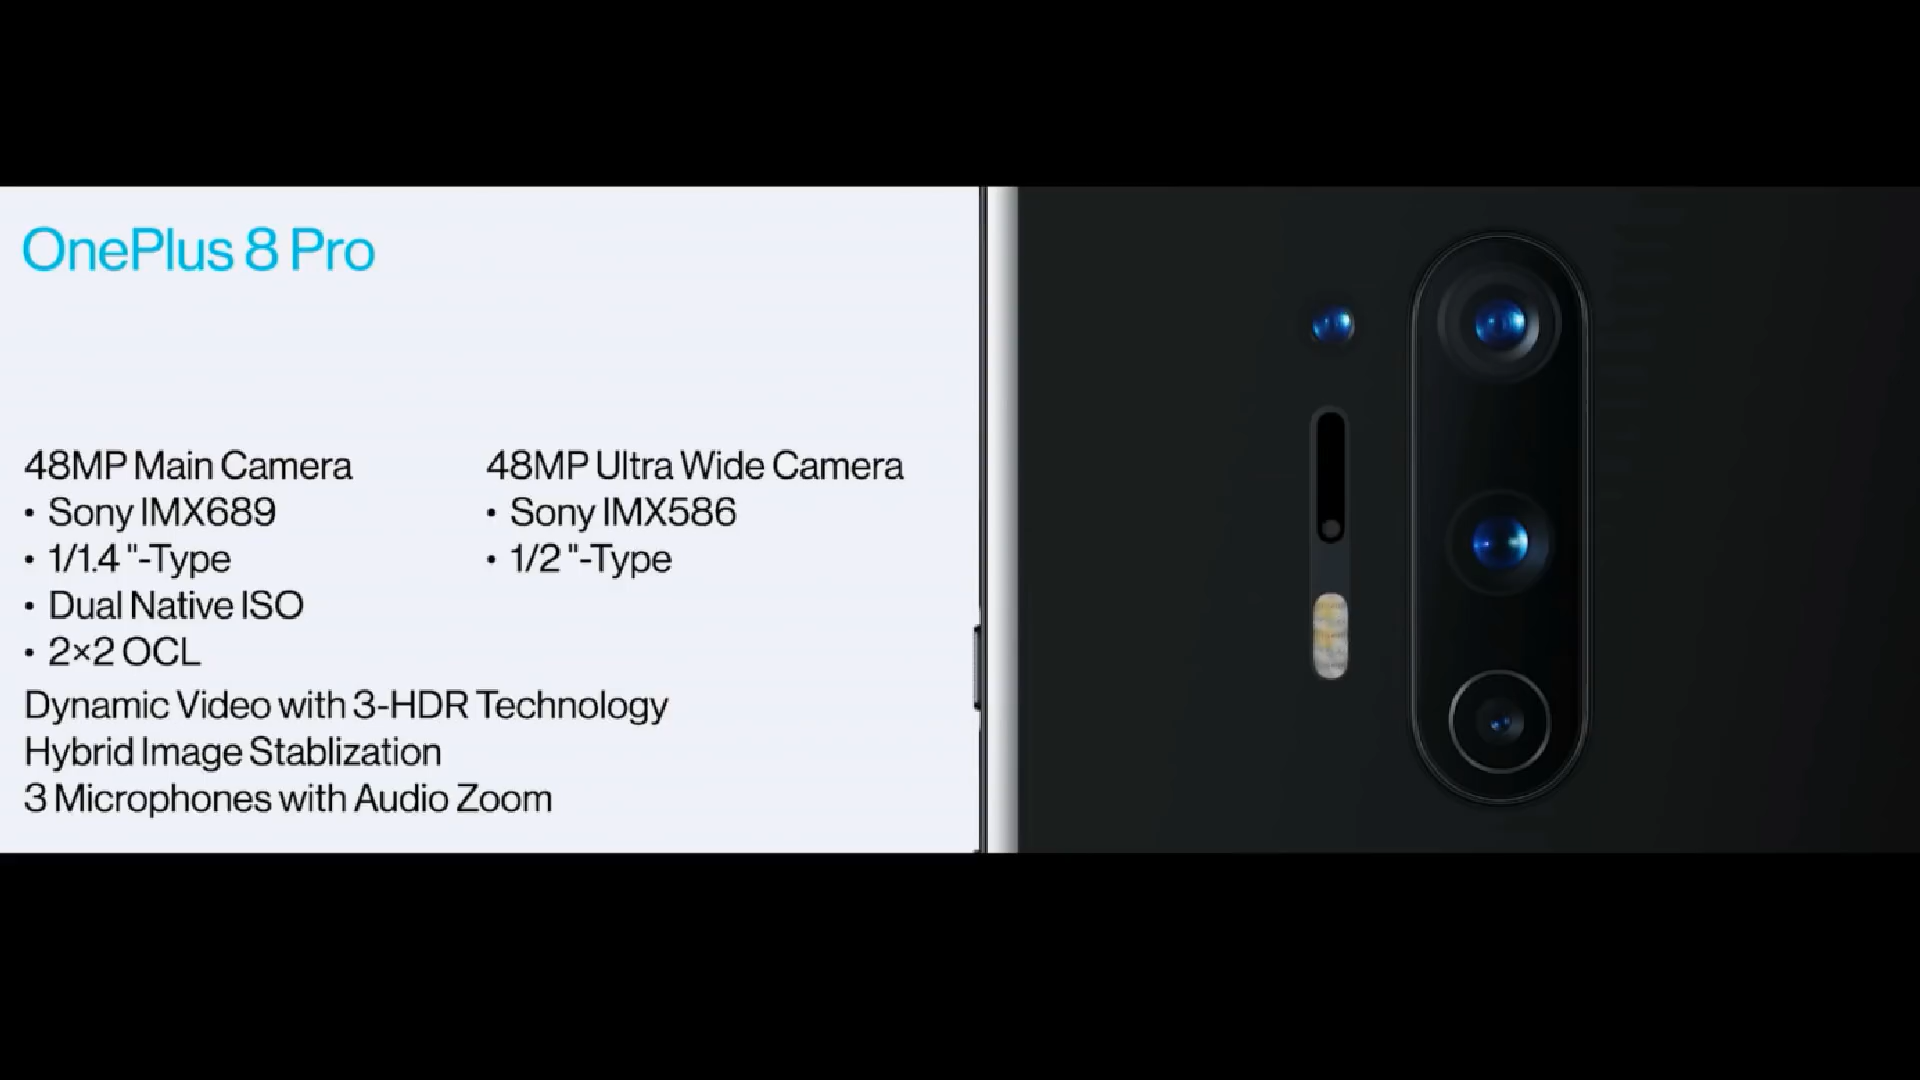 OnePlus 8 Pro
48MP Main Camera
• Sony IMX689
• 1/1.4 "-Type
• Dual Native ISO
• 2×2 OCL
48MP Ultra Wide Camera
• Sony IMX586
• 1/2 "-Type
Dynamic Video with 3-HDR Technology
Hybrid Image Stablization
3 Microphones with Audio Zoom